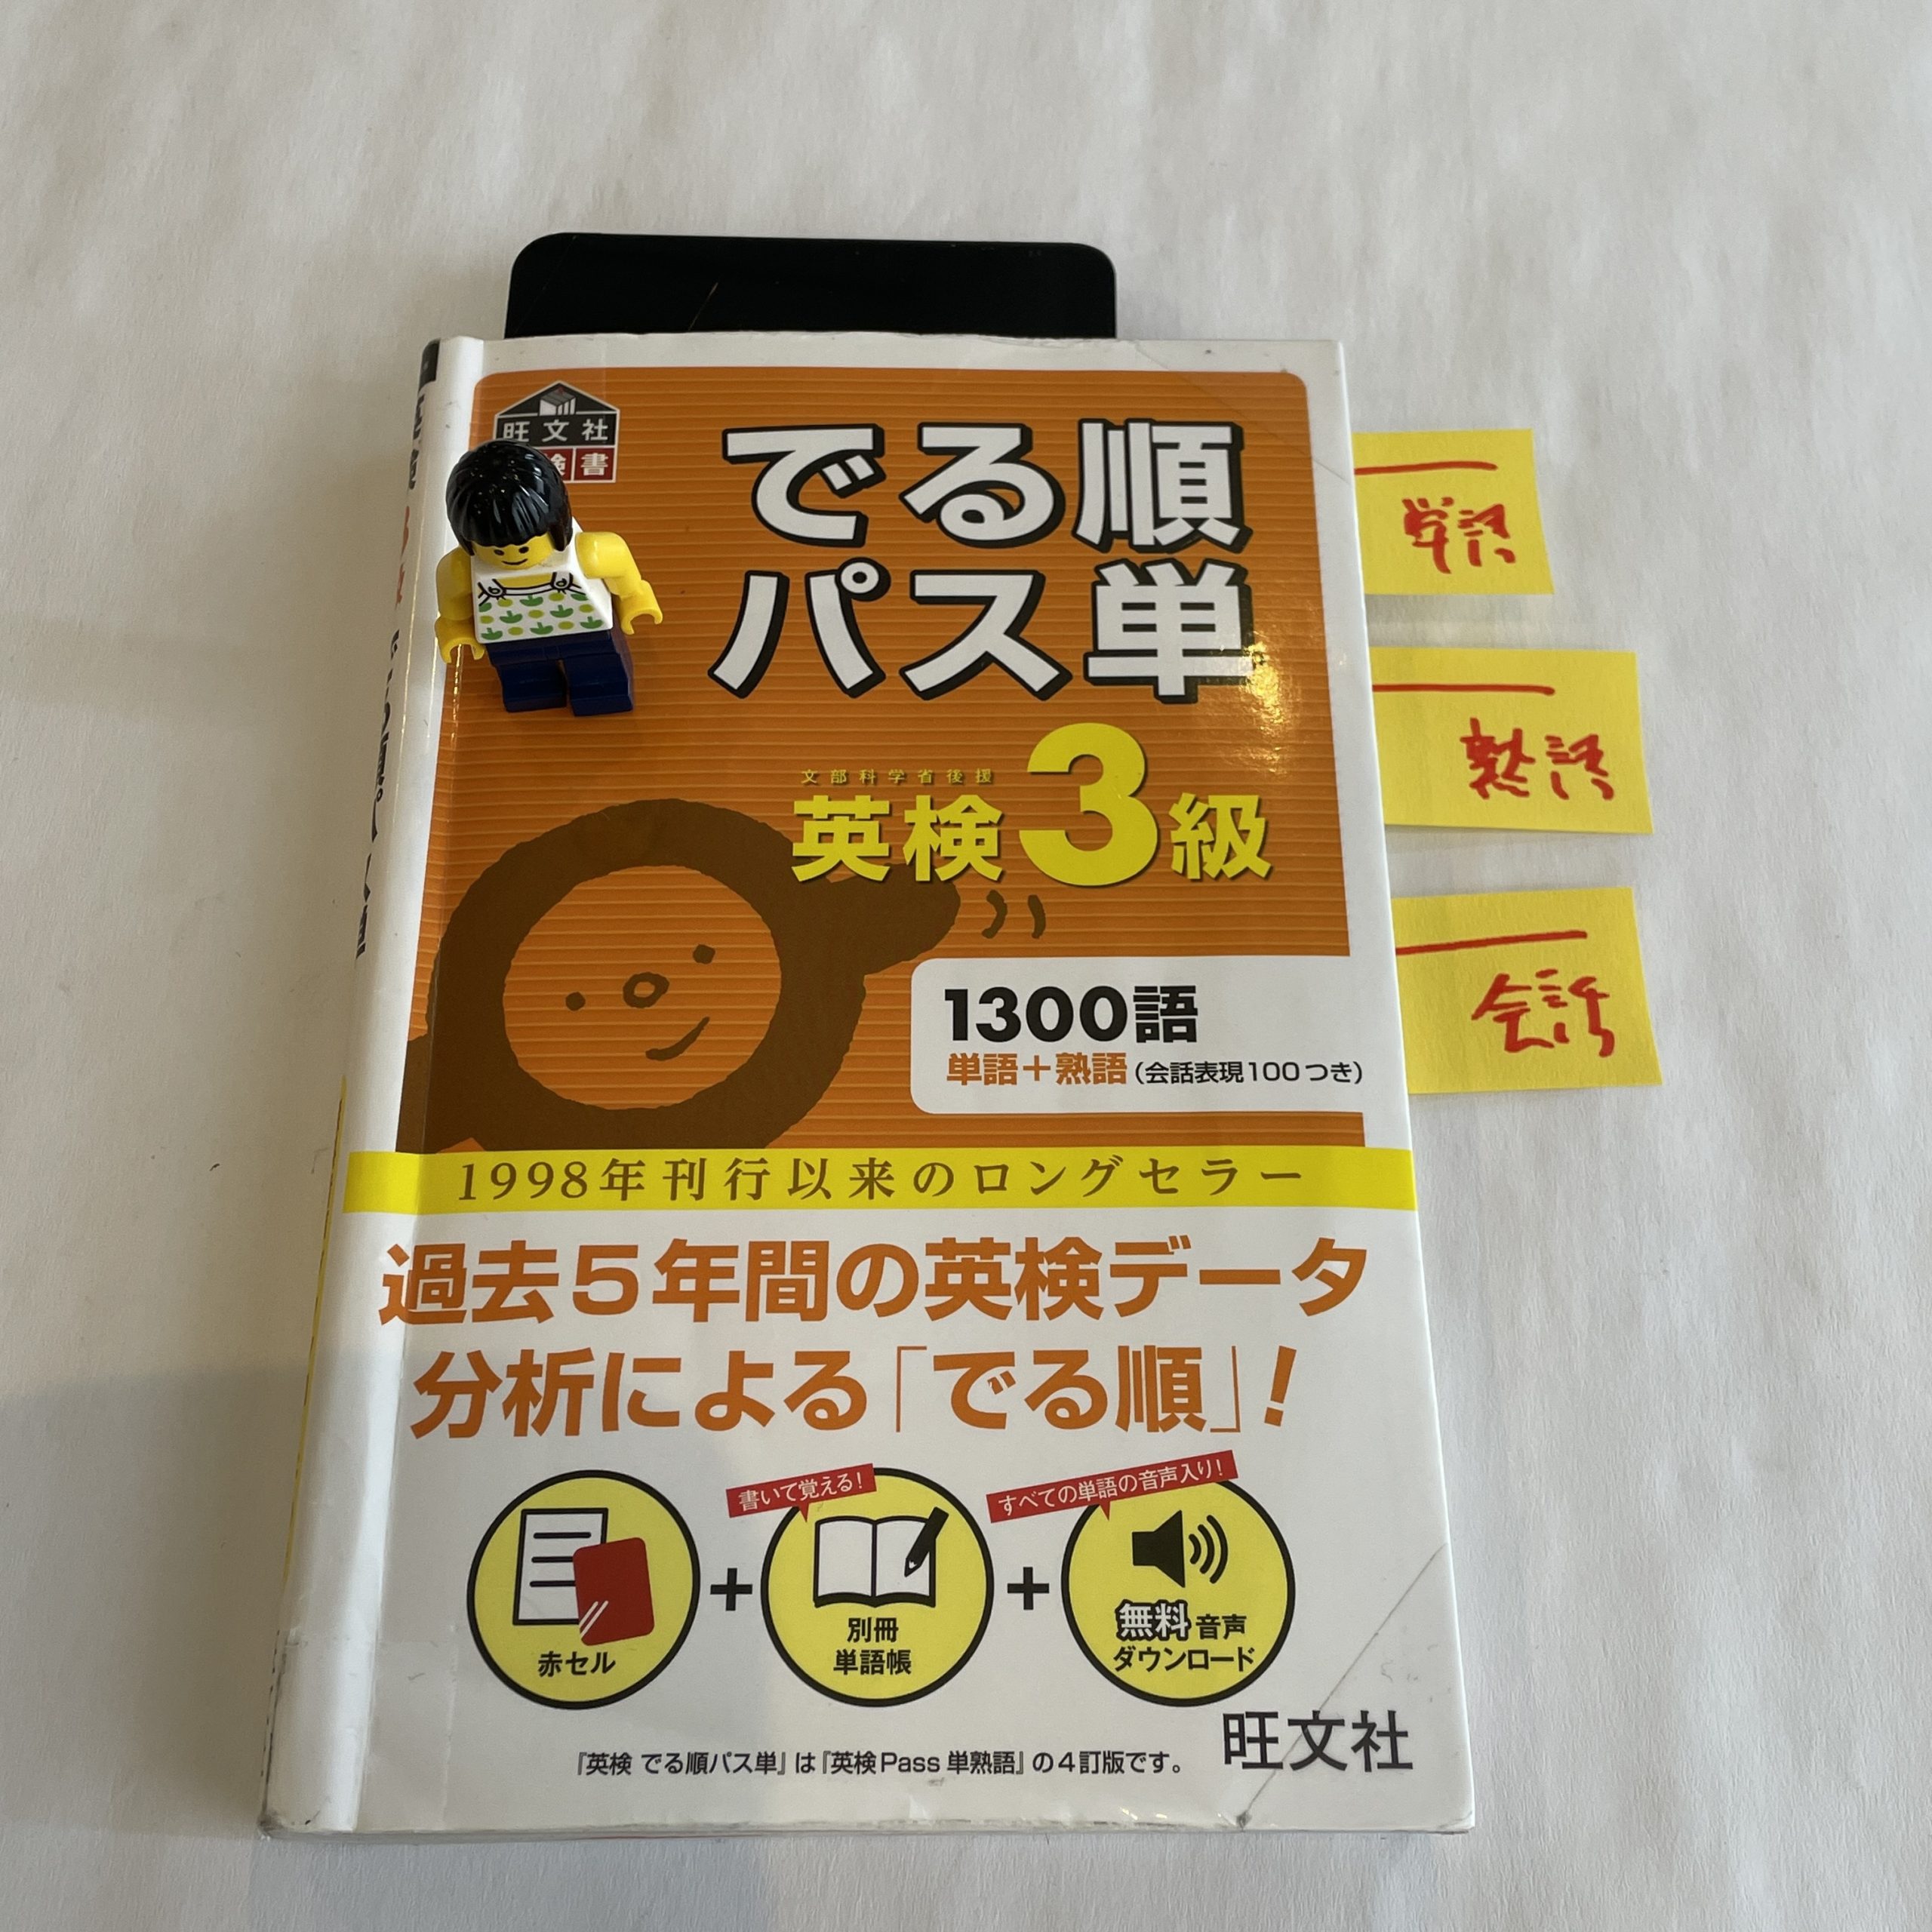 旺文社
書
でる順
パス単
文部科学省後援
英検3級
1300語
単語+熟語(会話表現100つき)
1998年刊行以来のロングセラー
過去5年間の英検データ
分析による「でる順」!
赤セル
+
書いて覚える!
別冊
単語帳
+
すべての単語の音声入り!
無料音声
ダウンロード
旺文社
『英検 でる順パス単』は『英検Pass単熟語』の4訂版です。
単語
熟語
会話